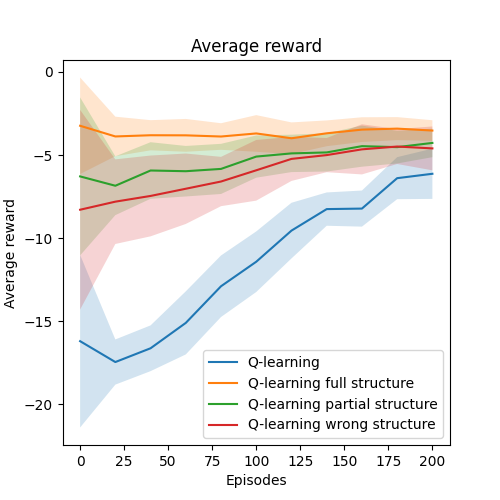 Average reward
0
−5
−10
−15
−20
Average reward
Q-learning
Q-learning full structure
Q-learning partial structure
Q-learning wrong structure
0 25 50 75 100 125 150 175 200
Episodes